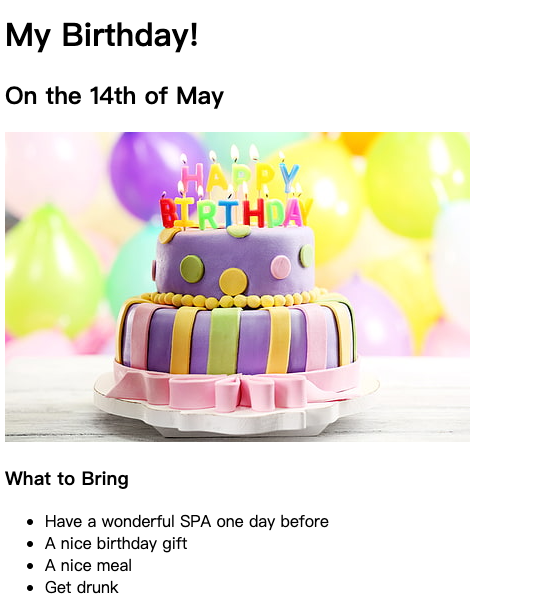 My Birthday!
On the 14th of May
HAPPY
BIRTHDAY
What to Bring
Have a wonderful SPA one day before
A nice birthday gift
A nice meal
Get drunk